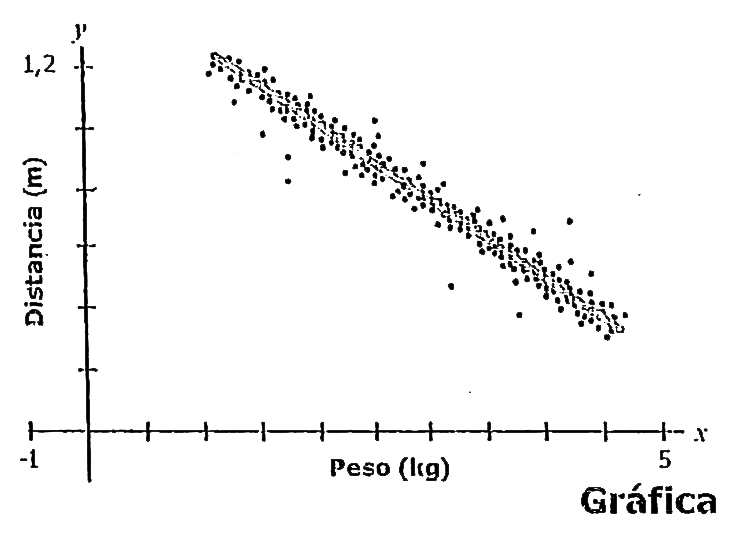 y
1,2
Distancia (m)
x
-1
Peso (kg)
5
Gráfica